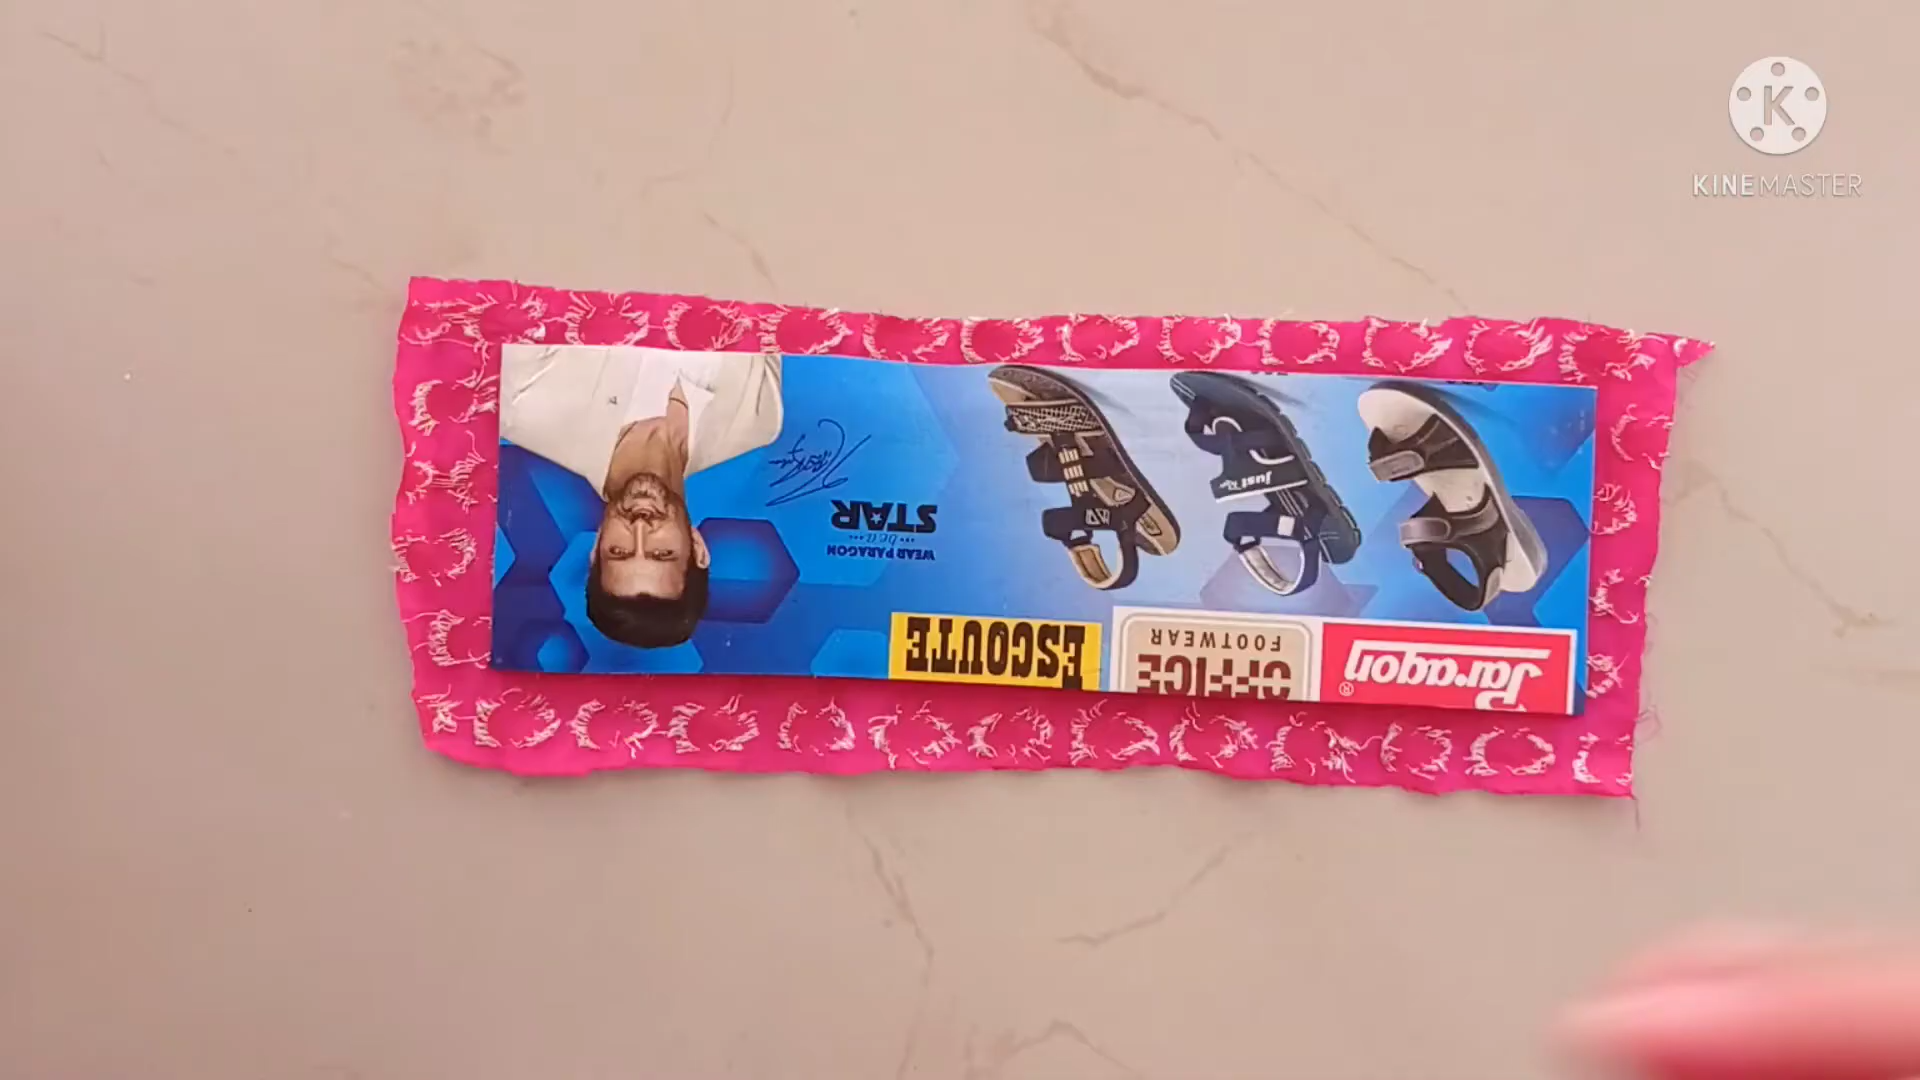 KINEMASTER
WEAR PARAGON
be a
STAR
Just
ESCOUTE
OFFICE
FOOTWEAR
Paragon®